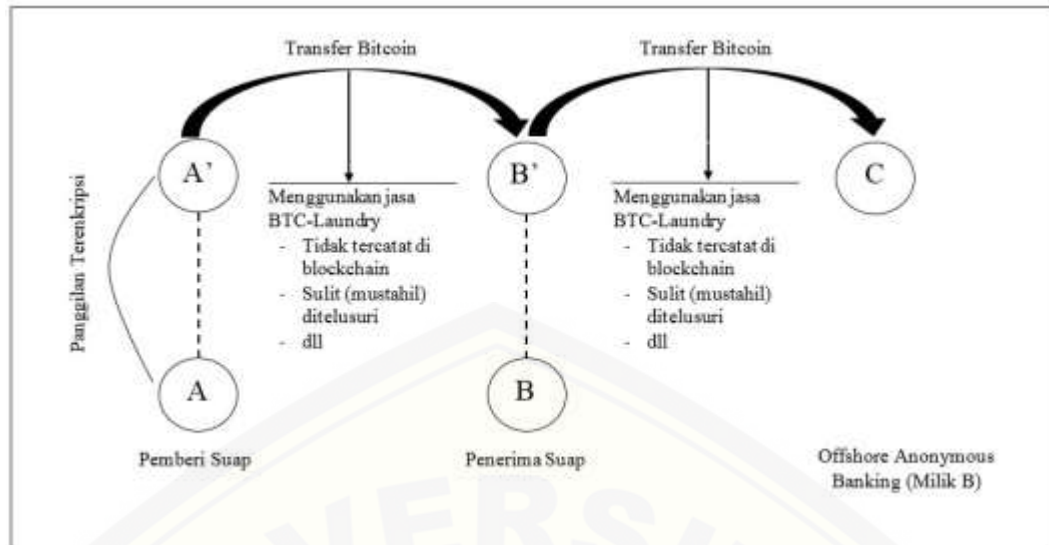 Transfer Bitcoin
Transfer Bitcoin
A’
B’
C
Panggilan Terenkripsi
Menggunakan jasa
BTC-Laundry
- Tidak tercatat di
blockchain
- Sulit (mustahil)
ditelusuri
- dll
Menggunakan jasa
BTC-Laundry
- Tidak tercatat di
blockchain
- Sulit (mustahil)
ditelusuri
- dll
A
B
Pemberi Suap
Penerima Suap
Offshore Anonymous
Banking (Milik B)